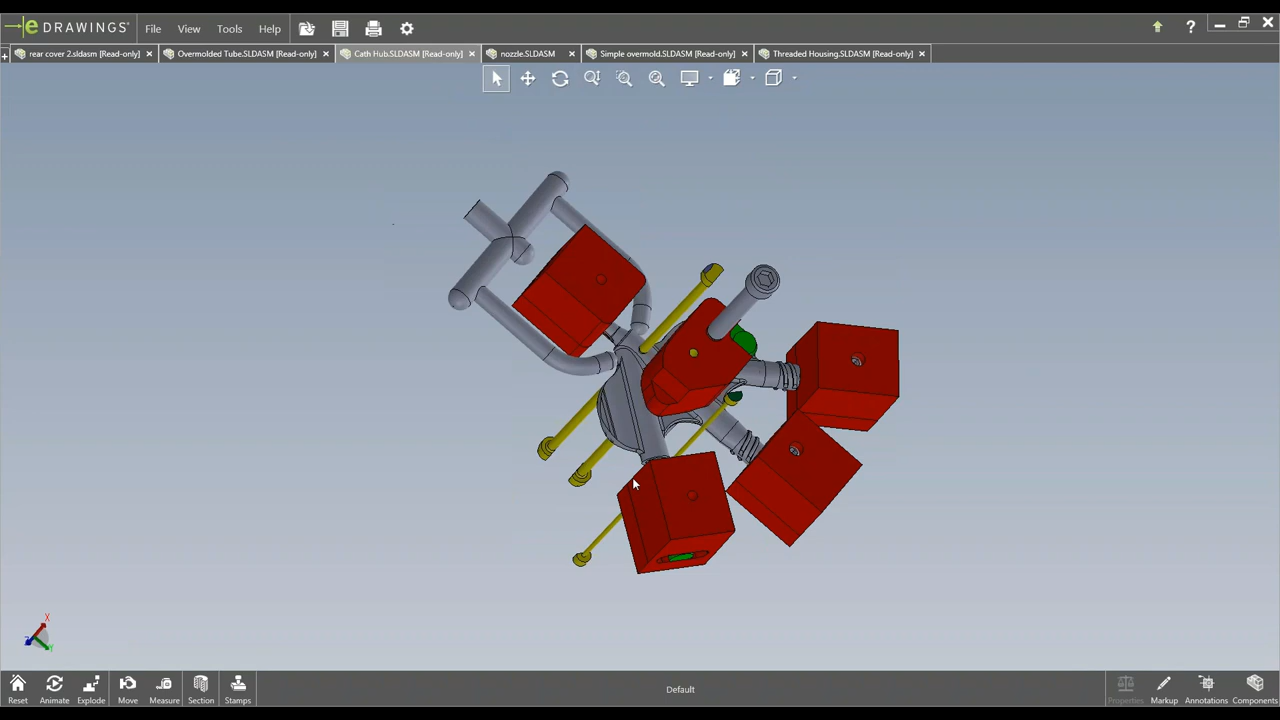 eDRAWINGS® File View Tools Help ?
rear cover 2.sldasm [Read-only] Overmolded Tube.SLDASM [Read-only] Cath Hub.SLDASM [Read-only] nozzle.SLDASM Simple overmold.SLDASM [Read-only] Threaded Housing.SLDASM [Read-only]
X
Z Y
Reset Animate Explode Move Measure Section Stamps Default Properties Markup Annotations Components